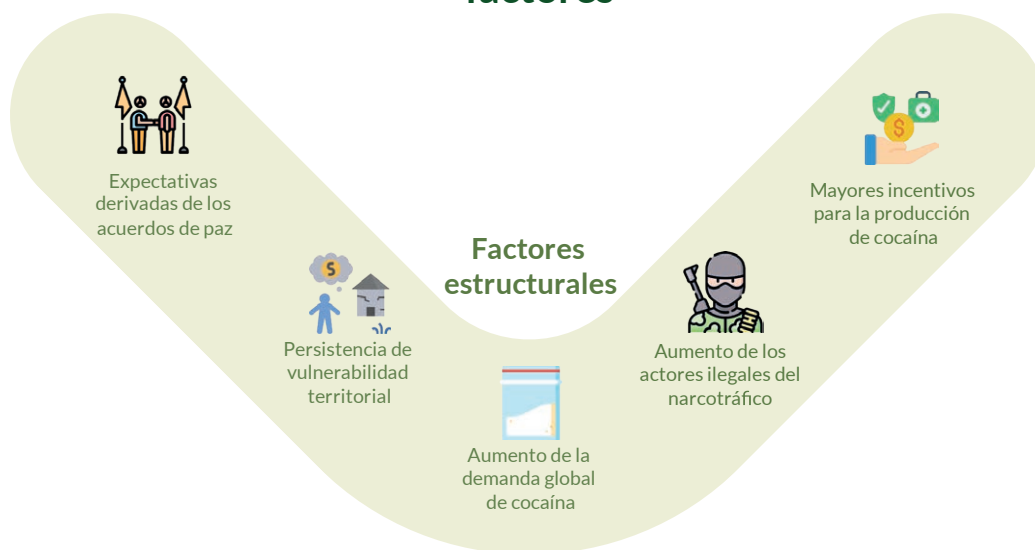 factores
Expectativas
derivadas de los
acuerdos de paz
Mayores incentivos
para la producción
de cocaína
Factores
estructurales
Persistencia de
vulnerabilidad
territorial
Aumento de los
actores ilegales del
narcotráfico
Aumento de la
demanda global
de cocaína